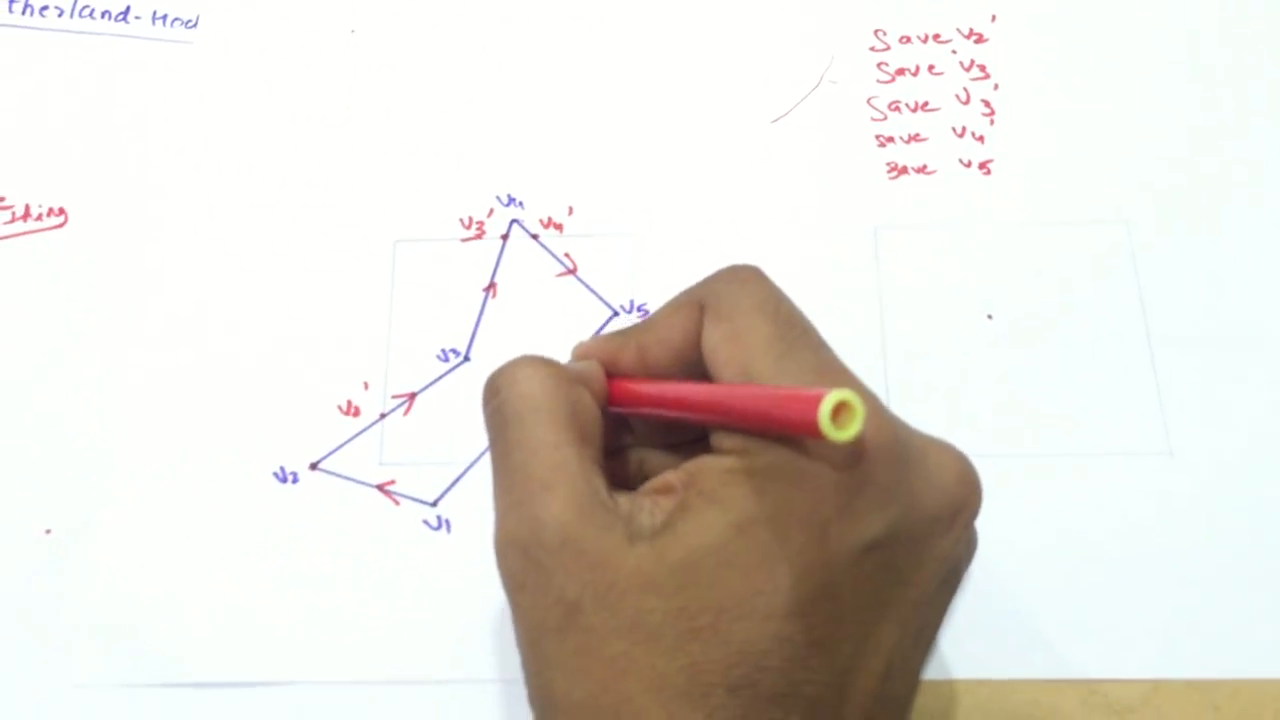 therland-Hod
save v2'
save v3
save v3'
save v4'
save v5
v4
v3' v4'
v5
v3
v2'
v2
v1